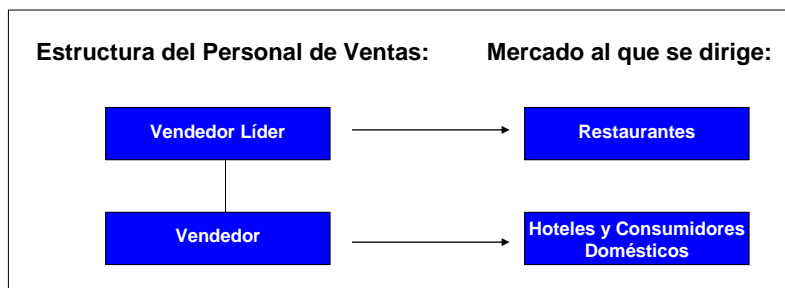 Estructura del Personal de Ventas:
Mercado al que se dirige:
Vendedor Líder
Restaurantes
Vendedor
Hoteles y Consumidores
Domésticos